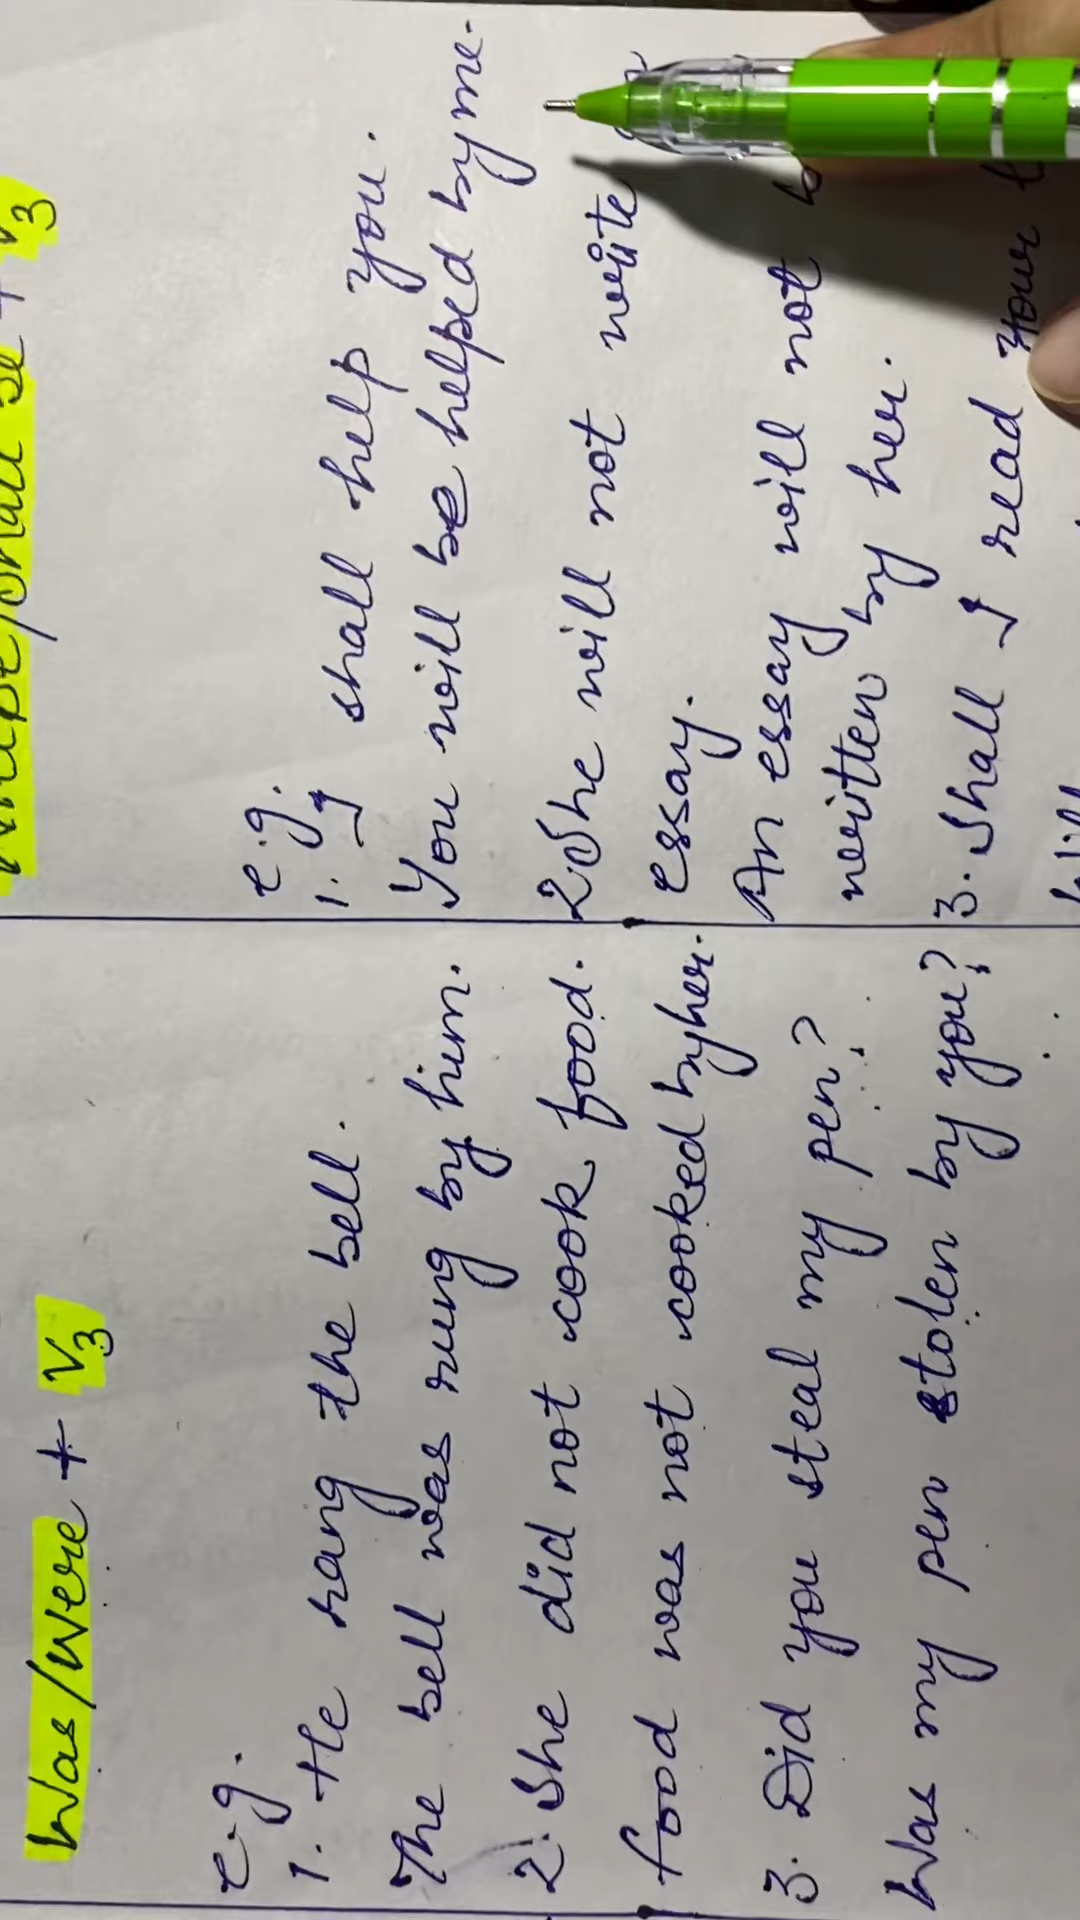 Was/Were + V3
e.g.
1. He rang the bell.
The bell was rung by him.
2. She did not cook food.
food was not cooked by her.
3. Did you steal my pen?
Was my pen stolen by you?
shall be + V3
e.g.
1. I shall help you.
You will be helped by me.
2. She will not write
essay.
An essay will not
written by her.
3. Shall I read your